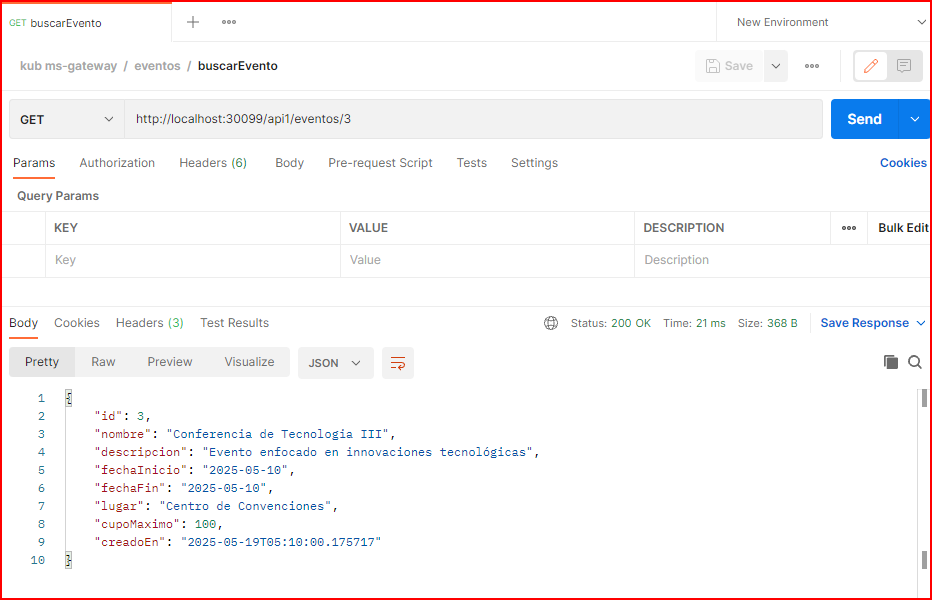 GET buscarEvento
New Environment
kub ms-gateway / eventos / buscarEvento
Save
GET http://localhost:30099/api1/eventos/3 Send
Params Authorization Headers (6) Body Pre-request Script Tests Settings Cookies
Query Params
KEY VALUE DESCRIPTION Bulk Edit
Key Value Description
Body Cookies Headers (3) Test Results Status: 200 OK Time: 21 ms Size: 368 B Save Response
Pretty Raw Preview Visualize JSON
1 {
2 "id": 3,
3 "nombre": "Conferencia de Tecnologia III",
4 "descripcion": "Evento enfocado en innovaciones tecnológicas",
5 "fechaInicio": "2025-05-10",
6 "fechaFin": "2025-05-10",
7 "lugar": "Centro de Convenciones",
8 "cupoMaximo": 100,
9 "creadoEn": "2025-05-19T05:10:00.175717"
10 }